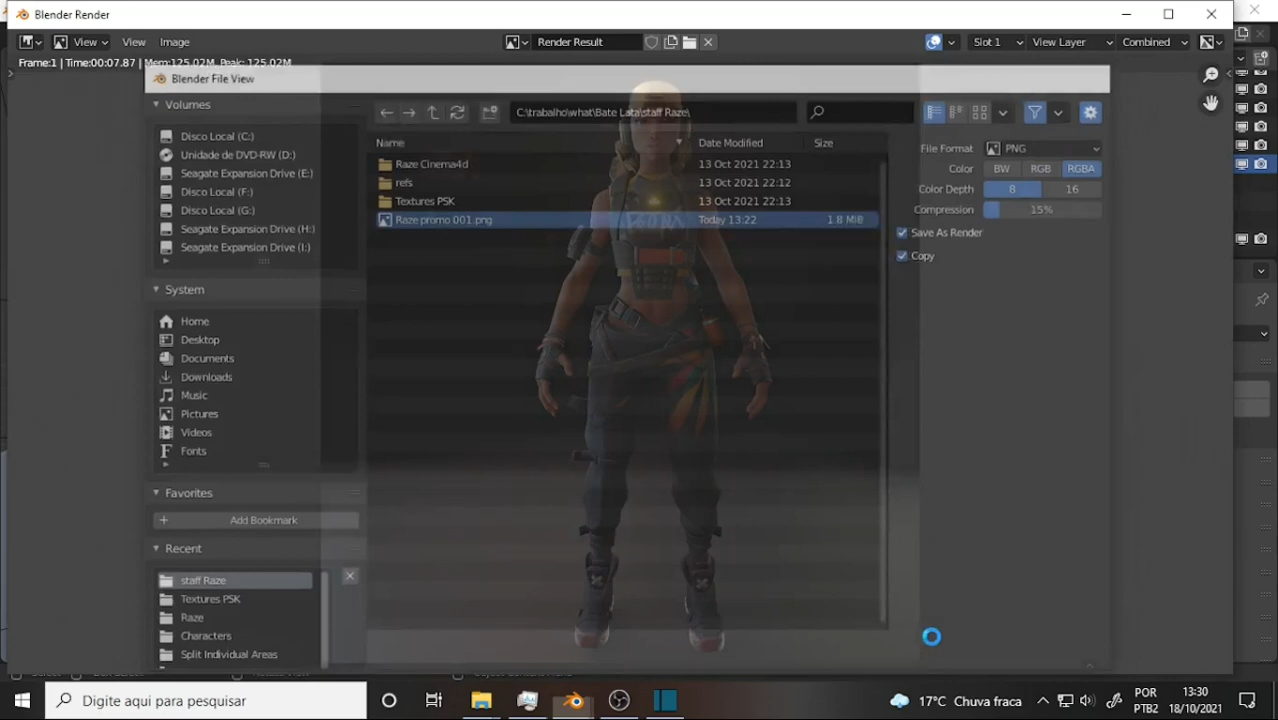 Blender Render
View
View
Image
Render Result
Slot 1
View Layer
Combined
Frame:1 | Time:00:07.87 | Mem:125.02M, Peak: 125.02M
Blender File View
Volumes
Disco Local (C:)
Unidade de DVD-RW (D:)
Seagate Expansion Drive (E:)
Disco Local (F:)
Disco Local (G:)
Seagate Expansion Drive (H:)
Seagate Expansion Drive (I:)
System
Home
Desktop
Documents
Downloads
Music
Pictures
Videos
Fonts
Favorites
Add Bookmark
Recent
staff Raze
Textures PSK
Raze
Characters
Split Individual Areas
C:\trabalho\what\Bate Lata\staff Raze\
Name Date Modified Size
Raze Cinema4d 13 Oct 2021 22:13
refs 13 Oct 2021 22:12
Textures PSK 13 Oct 2021 22:13
Raze promo 001.png Today 13:22 1.8 MiB
File Format PNG
Color BW RGB RGBA
Color Depth 8 16
Compression 15%
Save As Render
Copy
Digite aqui para pesquisar
17°C Chuva fraca
POR
PTB2
13:30
18/10/2021